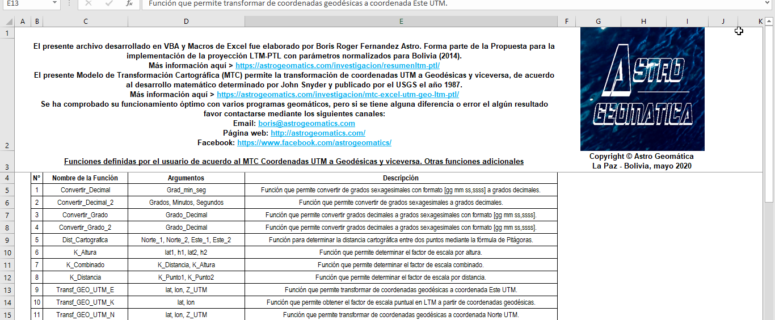 E13
Función que permite transformar de coordenadas geodésicas a coordenada Este UTM.
A B C D E F G H I J K
1
El presente archivo desarrollado en VBA y Macros de Excel fue elaborado por Boris Roger Fernandez Astro. Forma parte de la Propuesta para la
implementación de la proyección LTM-PTL con parámetros normalizados para Bolivia (2014).
Más información aquí > https://astrogeomatics.com/investigacion/resumenltm-ptl/
El presente Modelo de Transformación Cartográfica (MTC) permite la transformación de coordenadas UTM a Geodésicas y viceversa, de acuerdo
al desarrollo matemático determinado por John Snyder y publicado por el USGS el año 1987.
Más información aquí > https://astrogeomatics.com/investigacion/mtc-excel-utm-geo-ltm-ptl/
Se ha comprobado su funcionamiento óptimo con varios programas geomáticos, pero si se tiene alguna diferencia o error el algún resultado
favor contactarse mediante los siguientes canales:
Email: boris@astrogeomatics.com
Página web: http://astrogeomatics.com/
2 Facebook: https://www.facebook.com/astrogeomatics/
ASTRO
GEOMATICA
Copyright © Astro Geomática
La Paz - Bolivia, mayo 2020
3 Funciones definidas por el usuario de acuerdo al MTC Coordenadas UTM a Geodésicas y viceversa. Otras funciones adicionales
4 N° Nombre de la Función Argumentos Descripción
5 1 Convertir_Decimal Grad_min_seg Función que permite convertir de grados sexagesimales con formato [gg mm ss,ssss] a grados decimales.
6 2 Convertir_Decimal_2 Grados, Minutos, Segundos Función que permite convertir de grados sexagesimales a grados decimales.
7 3 Convertir_Grado Grado_Decimal Función que permite convertir grados decimales a grados sexagesimales con formato [gg mm ss,ssss].
8 4 Convertir_Grado_2 Grado_Decimal Función que permite convertir grados decimales a grados sexagesimales con formato [gg mm ss,ssss].
9 5 Dist_Cartografica Norte_1, Norte_2, Este_1, Este_2 Función para determinar la distancia cartográfica entre dos puntos mediante la fórmula de Pitágoras.
10 6 K_Altura lat1, h1, lat2, h2 Función que permite determinar el factor de escala por altura.
11 7 K_Combinado K_Distancia, K_Altura Función que permite determinar el factor de escala combinado.
12 8 K_Distancia K_Punto1, K_Punto2 Función que permite determinar el factor de escala por distancia.
13 9 Transf_GEO_UTM_E lat, lon, Z_UTM Función que permite transformar de coordenadas geodésicas a coordenada Este UTM.
14 10 Transf_GEO_UTM_K lat, lon Función que permite obtener el factor de escala puntual en LTM a partir de coordenadas geodésicas.
15 11 Transf_GEO_UTM_N lat, lon, Z_UTM Función que permite transformar de coordenadas geodésicas a coordenada Norte UTM.